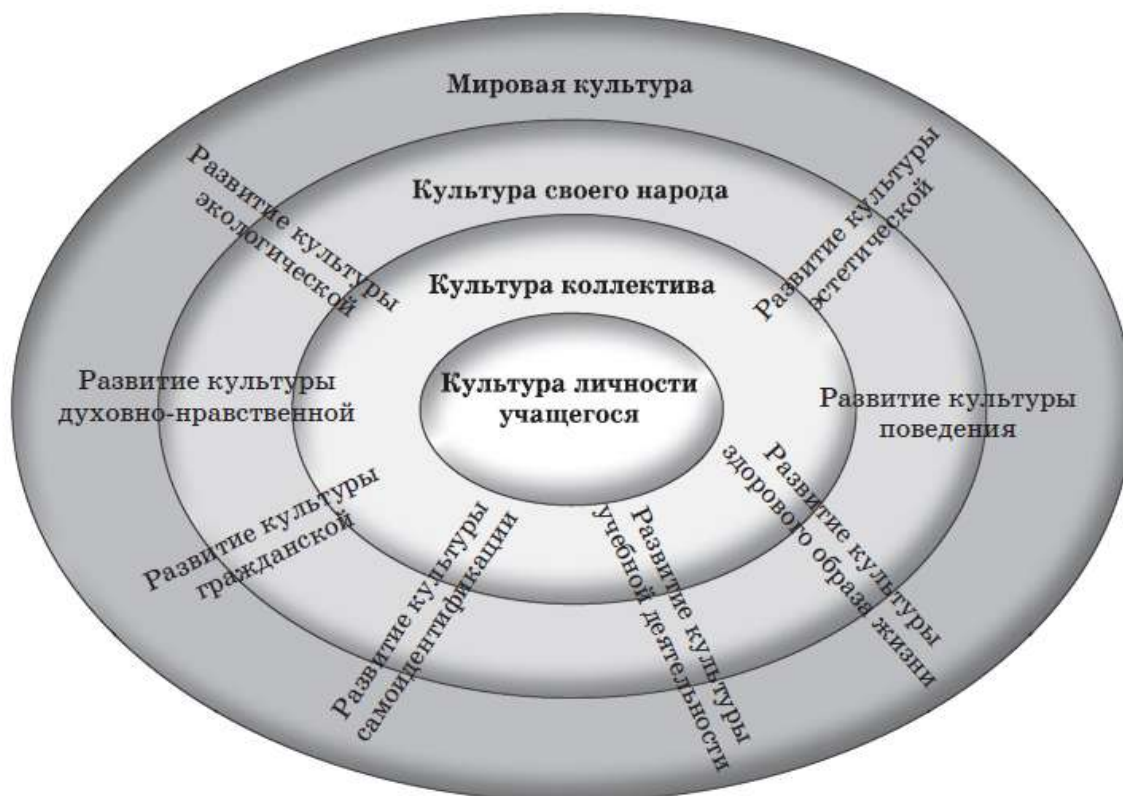 Мировая культура
Культура своего народа
Культура коллектива
Культура личности
учащегося
Развитие культуры
экологической
Развитие культуры
эстетической
Развитие культуры
духовно-нравственной
Развитие культуры
поведения
Развитие культуры
гражданской
Развитие культуры
самоидентификации
Развитие культуры
учебной деятельности
Развитие культуры
здорового образа жизни